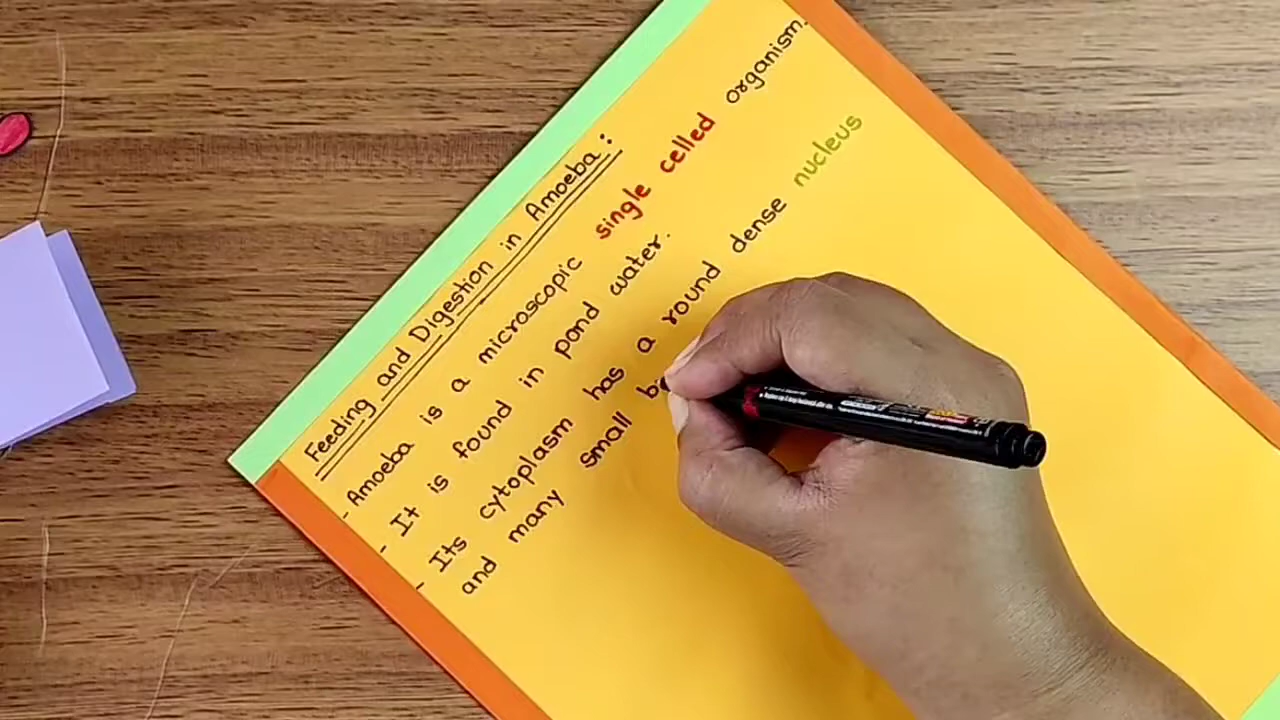 Feeding and Digestion in Amoeba :
- Amoeba is a microscopic single celled organism.
- It is found in pond water.
- Its cytoplasm has a round dense nucleus
and many small